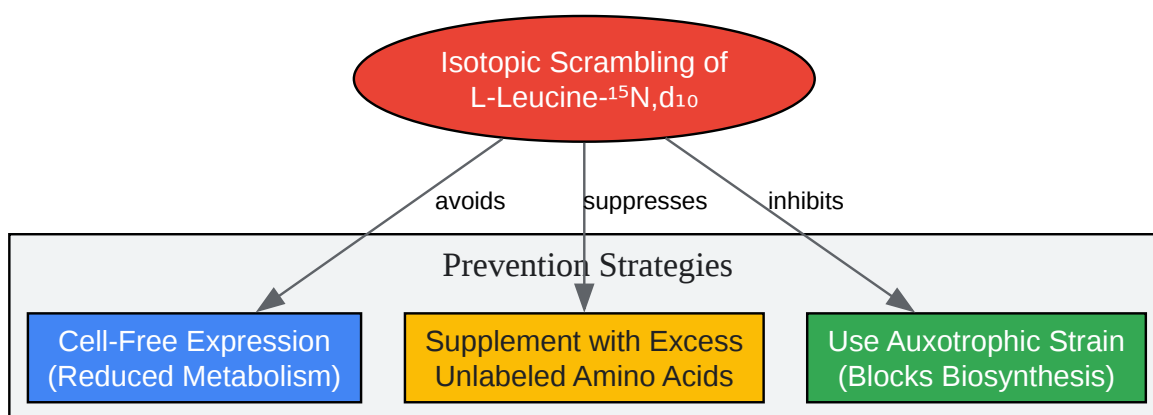 Isotopic Scrambling of
L-Leucine-¹⁵N,d₁₀
avoids
suppresses
inhibits
Prevention Strategies
Cell-Free Expression
(Reduced Metabolism)
Supplement with Excess
Unlabeled Amino Acids
Use Auxotrophic Strain
(Blocks Biosynthesis)